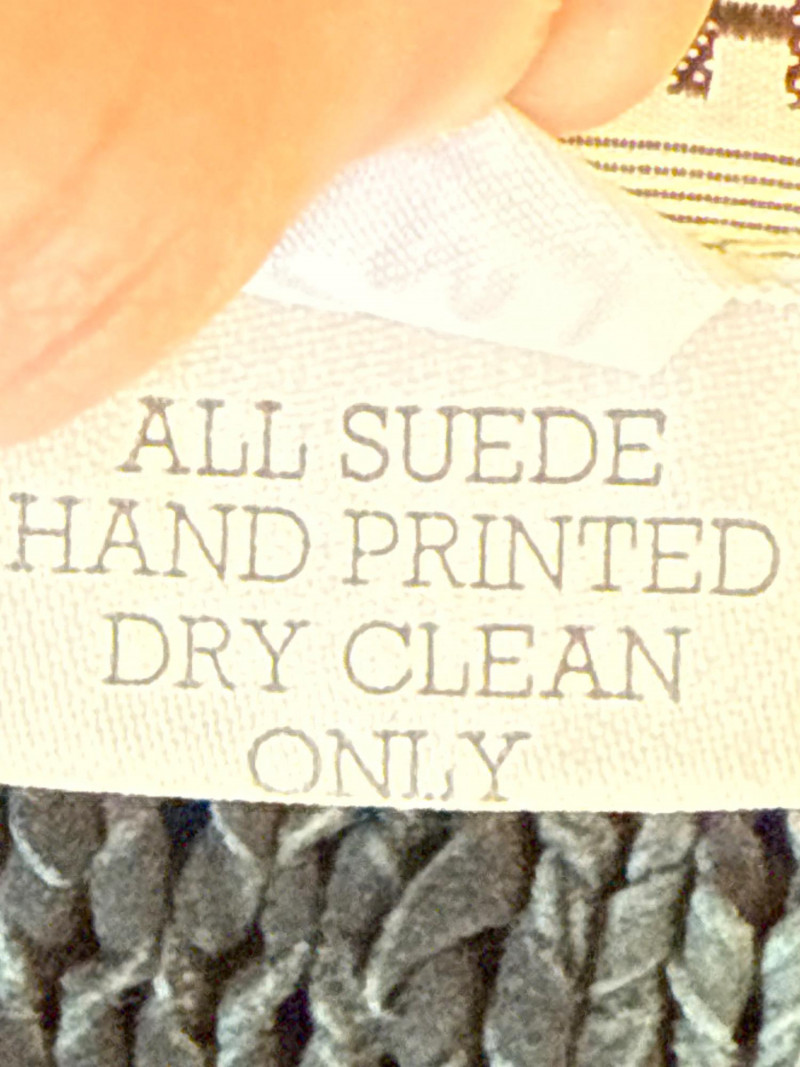 ALL SUEDE
HAND PRINTED
DRY CLEAN
ONLY